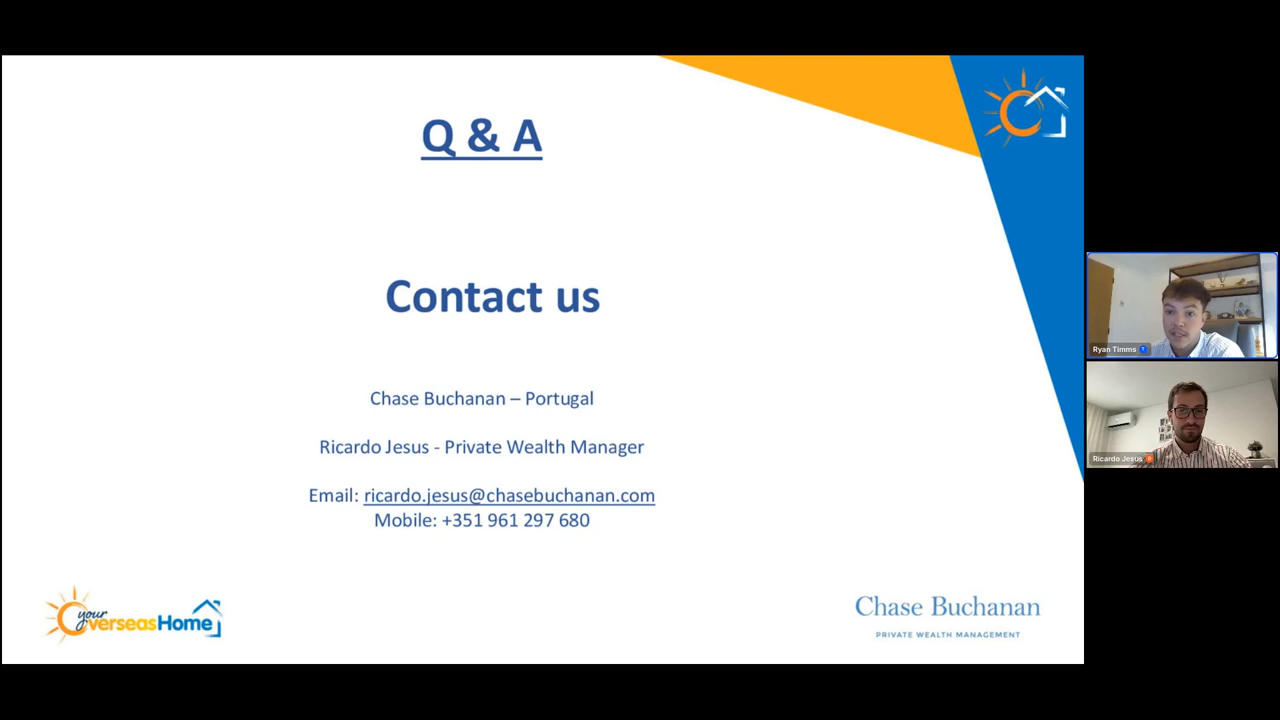 Q & A
Contact us
Chase Buchanan – Portugal
Ricardo Jesus - Private Wealth Manager
Email: ricardo.jesus@chasebuchanan.com
Mobile: +351 961 297 680
your
OverseasHome
Chase Buchanan
PRIVATE WEALTH MANAGEMENT
Ryan Timms
Ricardo Jesus